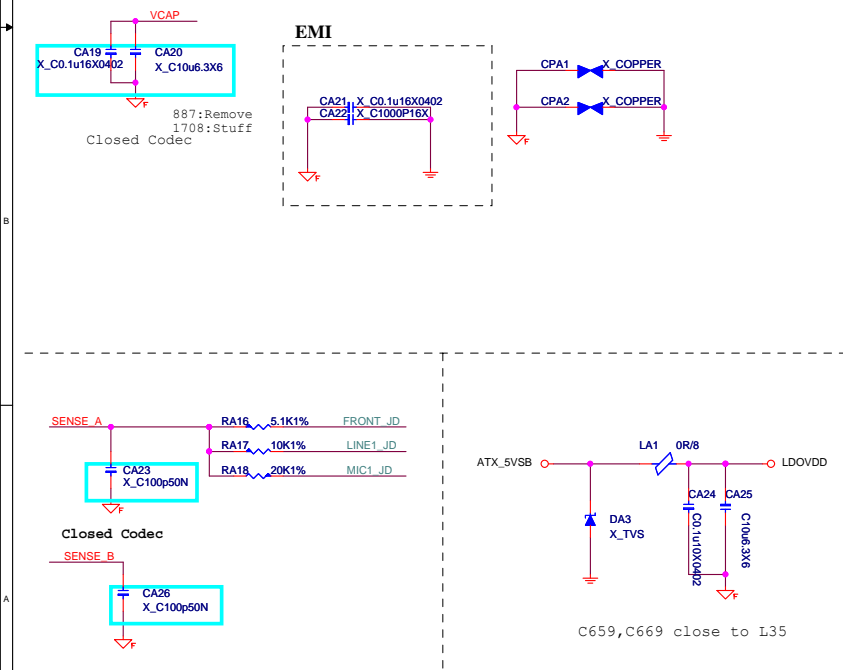 VCAP
CA19
X_C0.1u16X0402
CA20
X_C10u6.3X6
F
887:Remove
1708:Stuff
Closed Codec
EMI
CA21 X_C0.1u16X0402
CA22 X_C1000P16X
F
CPA1 X_COPPER
CPA2 X_COPPER
F
B
SENSE_A
RA16 5.1K1% FRONT_JD
RA17 10K1% LINE1_JD
RA18 20K1% MIC1_JD
CA23
X_C100p50N
F
Closed Codec
SENSE_B
CA26
X_C100p50N
F
A
ATX_5VSB
LA1 0R/8
LDOVDD
DA3
X_TVS
CA24
C0.1u10X0402
CA25
C10u6.3X6
F
C659,C669 close to L35